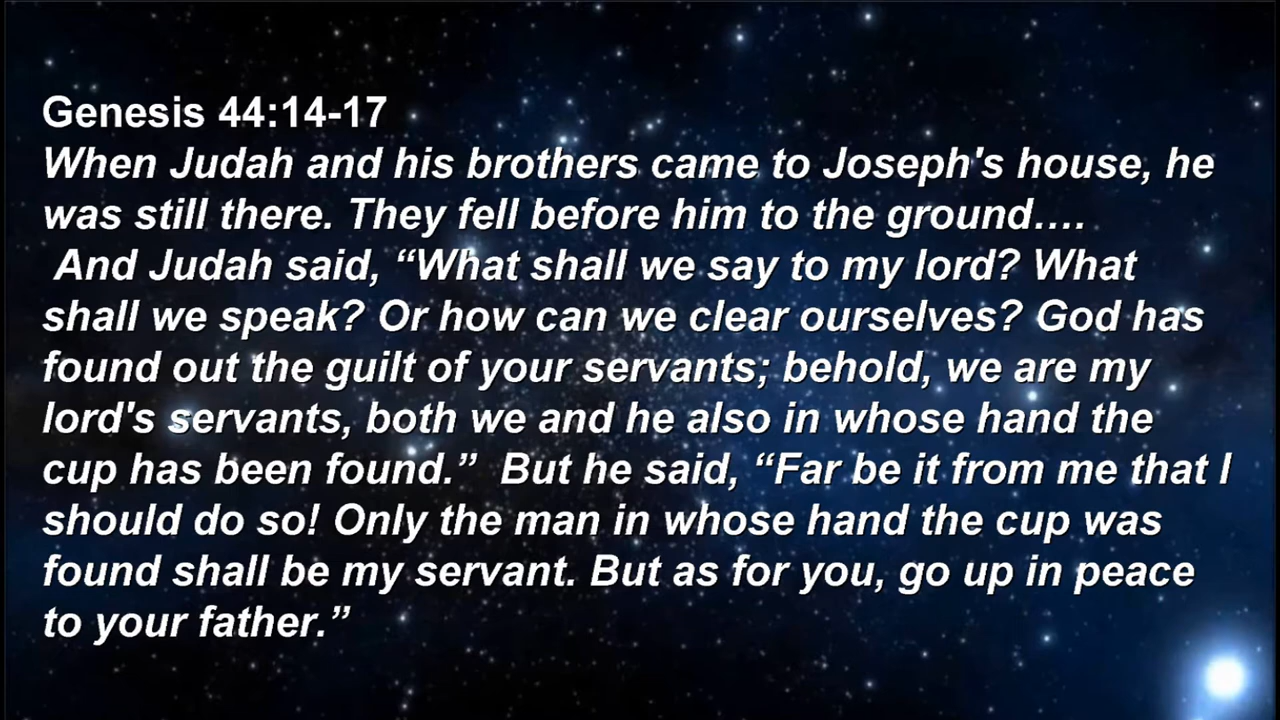 Genesis 44:14-17
When Judah and his brothers came to Joseph's house, he
was still there. They fell before him to the ground….
And Judah said, “What shall we say to my lord? What
shall we speak? Or how can we clear ourselves? God has
found out the guilt of your servants; behold, we are my
lord's servants, both we and he also in whose hand the
cup has been found.”  But he said, “Far be it from me that I
should do so! Only the man in whose hand the cup was
found shall be my servant. But as for you, go up in peace
to your father.”